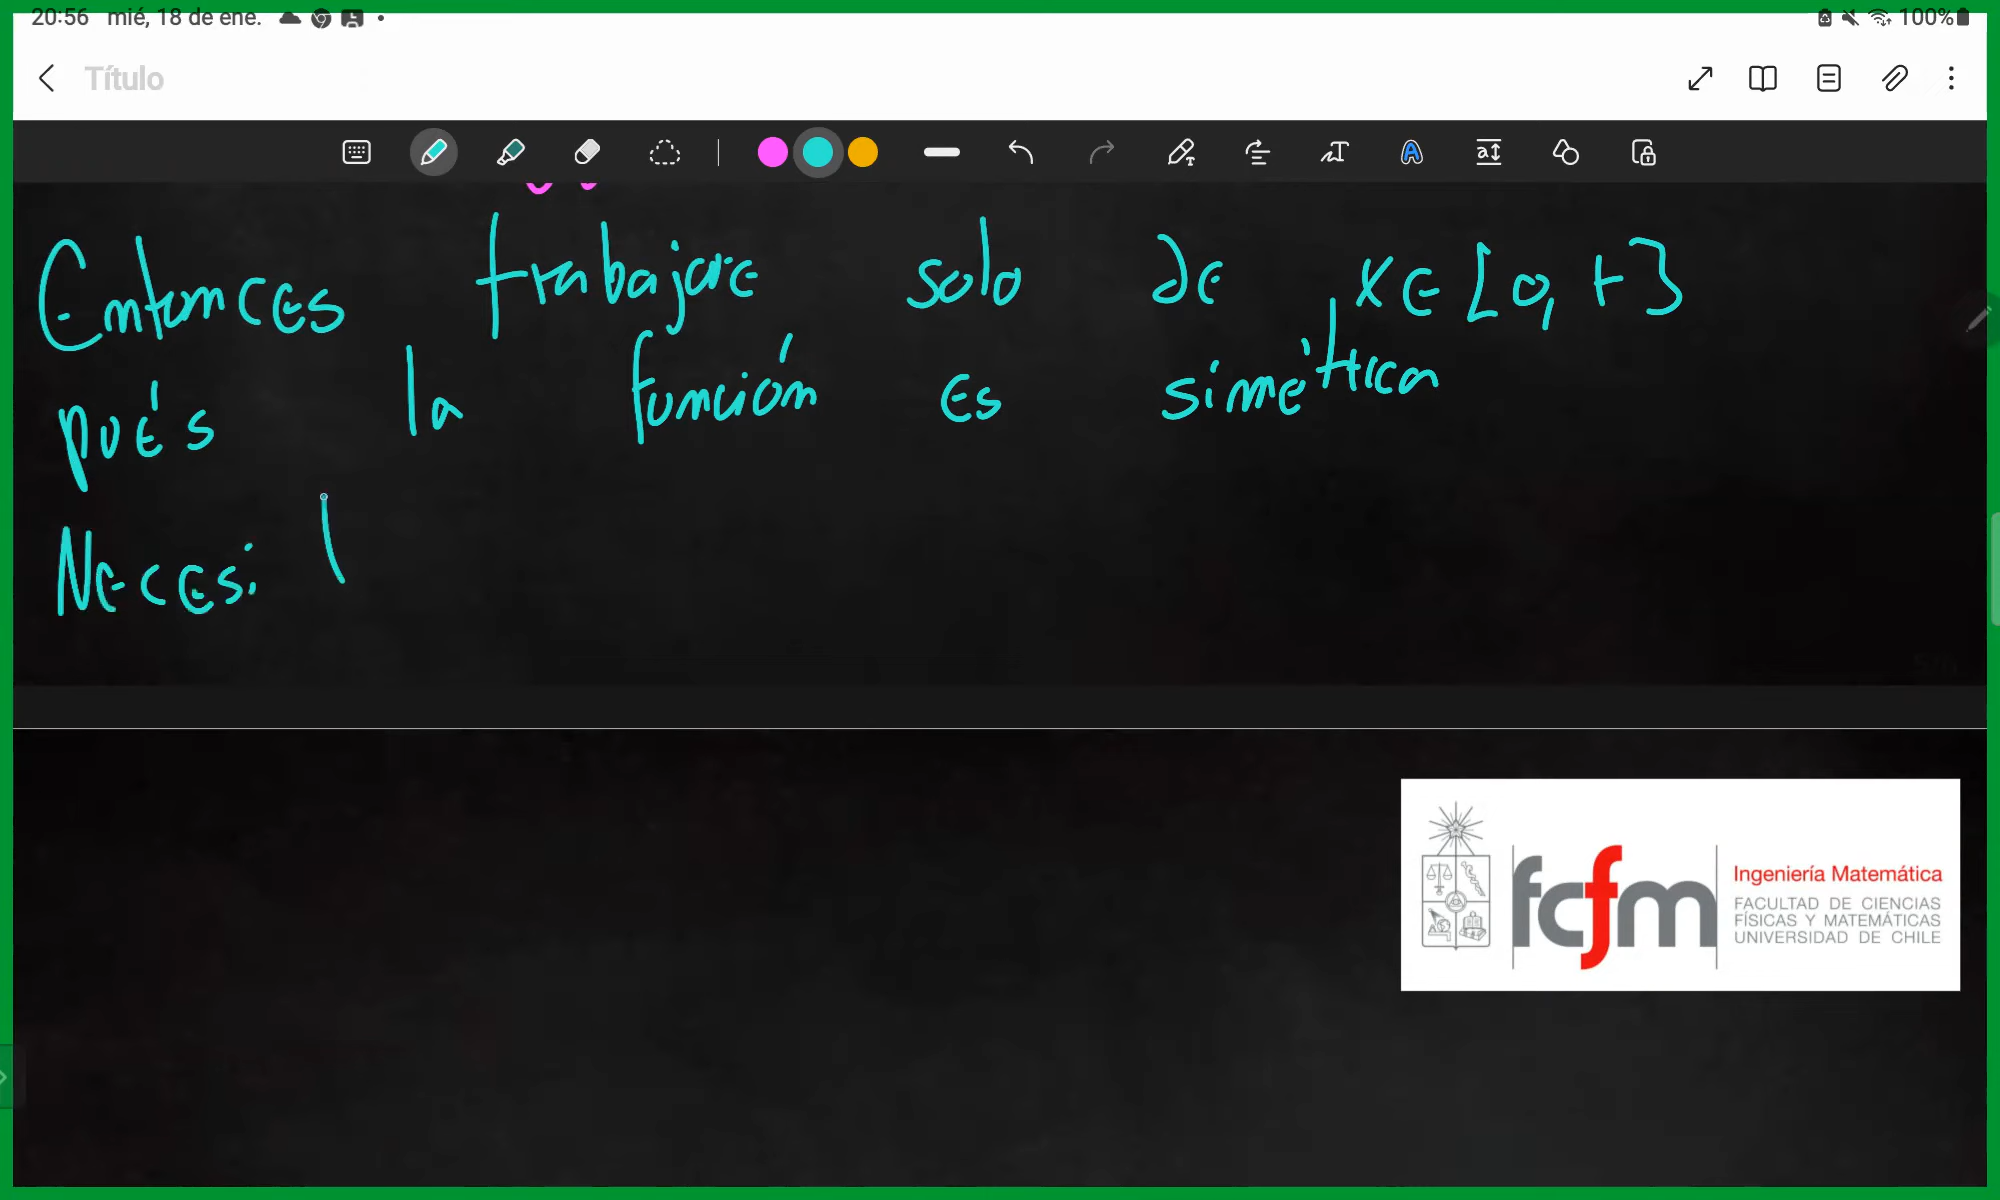 20:56 mié, 18 de ene. 100%
Título
Entonces trabajare solo de x∈[0, t}
pués la función es simétrica
Necesi
fcfm
Ingeniería Matemática
FACULTAD DE CIENCIAS
FÍSICAS Y MATEMÁTICAS
UNIVERSIDAD DE CHILE